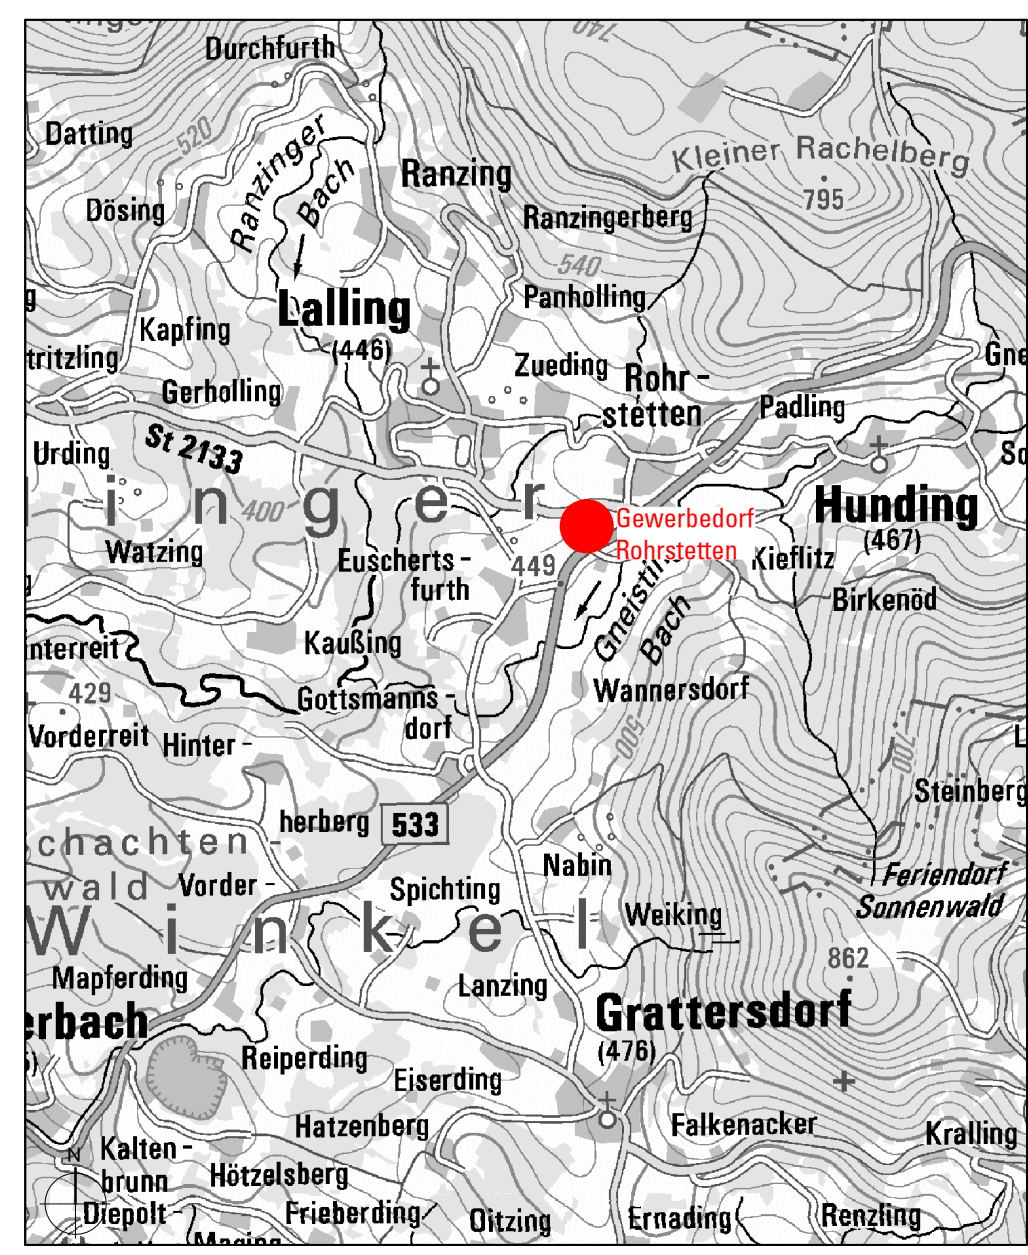 Durchfurth
740
Datting
520
Ranzinger
Bach
Ranzing
Kleiner Rachelberg
795
Dösing
Ranzingerberg
540
Panholling
Lalling
(446)
Kapfing
tritzling
Zueding
Rohr-
stetten
Gne
Gerholling
Padling
St 2133
Urding
inger
400
Hunding
(467)
Gewerbedorf
Rohrstetten
Watzing
Euscherts-
furth
449
Kieflitz
Birkenöd
Bach
Kaußing
nterreit
429
Gottsmanns-
dorf
Wannersdorf
500
700
Vorderreit
Hinter-
herberg
533
Steinberg
chachten-
wald
Vorder-
Nabin
Spichting
Feriendorf
Sonnenwald
Winkel
Weiking
862
Mapferding
Lanzing
erbach
Grattersdorf
(476)
Reiperding
Eiserding
Hatzenberg
Falkenacker
Kralling
N
Kalten-
brunn
Hötzelsberg
Diepolt-
Frieberding
Oitzing
Ernading
Renzling